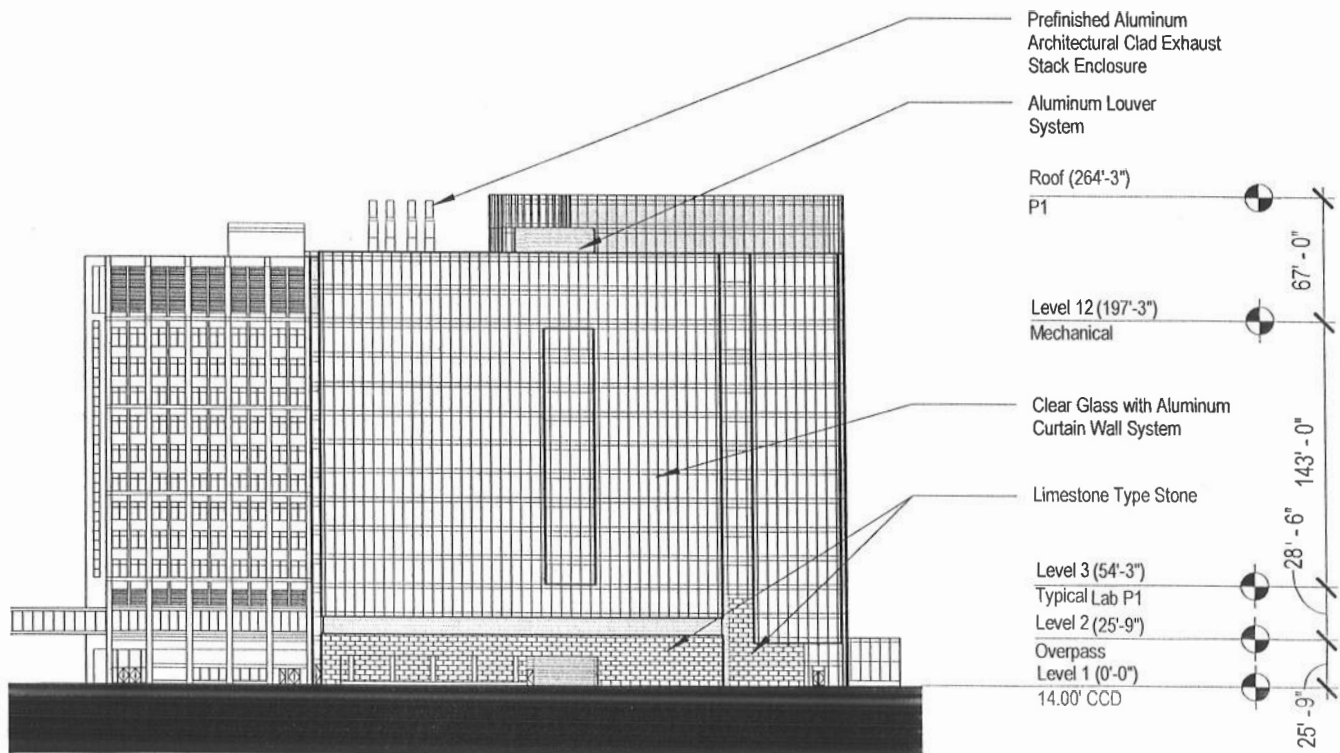 Prefinished Aluminum
Architectural Clad Exhaust
Stack Enclosure
Aluminum Louver
System
Roof (264'-3")
P1
67' - 0"
Level 12 (197'-3")
Mechanical
Clear Glass with Aluminum
Curtain Wall System
143' - 0"
Limestone Type Stone
28' - 6"
Level 3 (54'-3")
Typical Lab P1
Level 2 (25'-9")
Overpass
Level 1 (0'-0")
14.00' CCD
25' - 9"